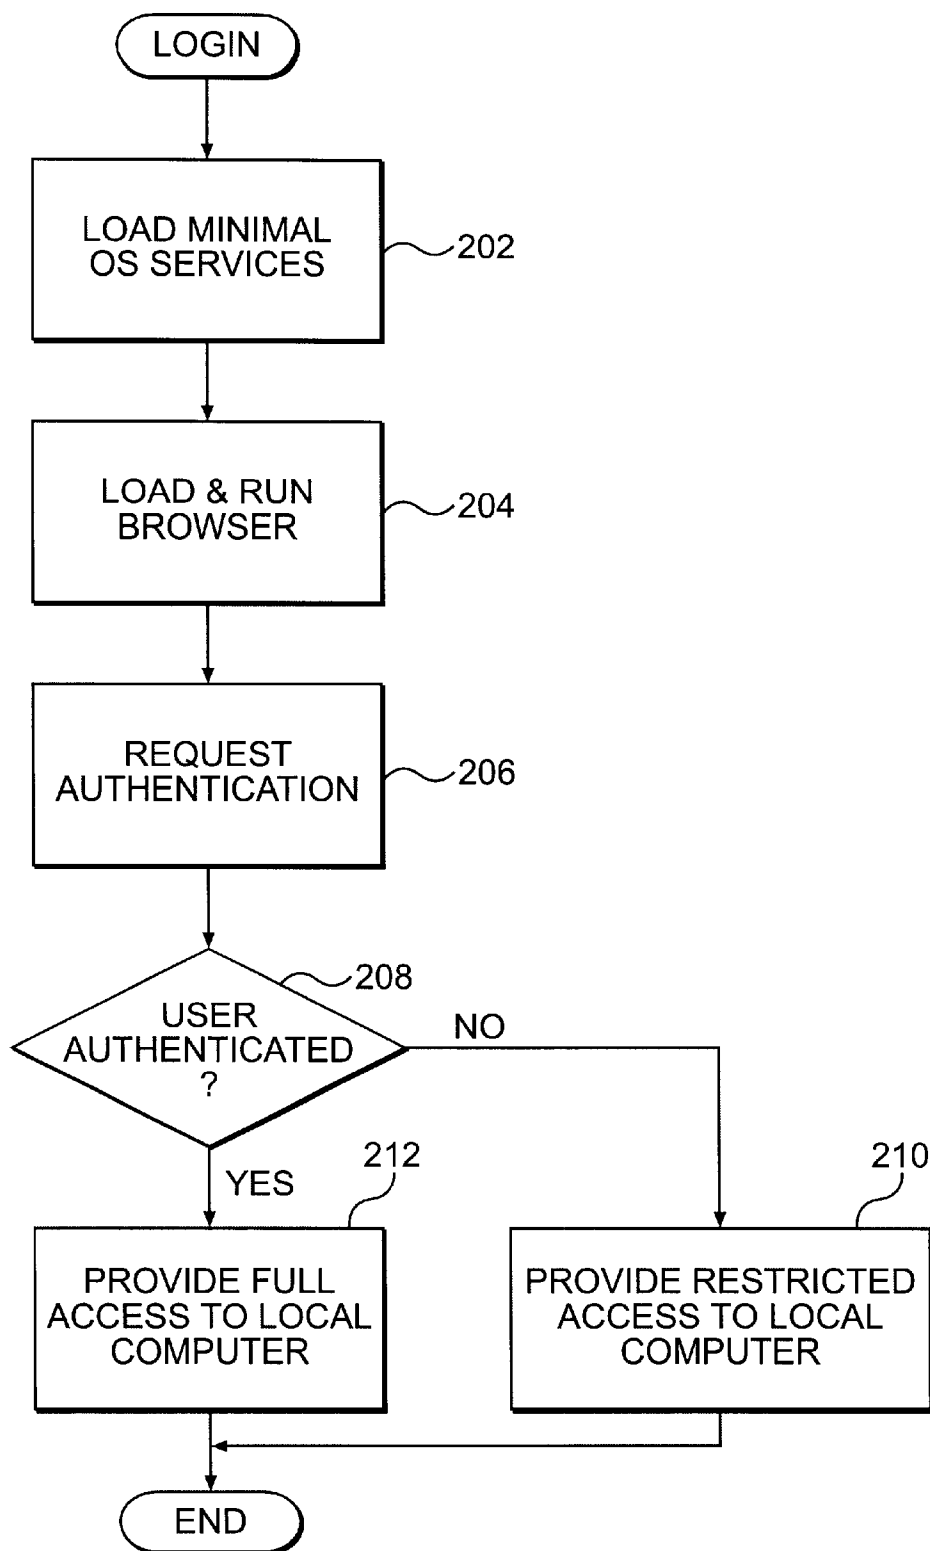 LOGIN
LOAD MINIMAL
OS SERVICES
202
LOAD & RUN
BROWSER
204
REQUEST
AUTHENTICATION
206
208
USER
AUTHENTICATED
?
NO
YES
212
210
PROVIDE FULL
ACCESS TO LOCAL
COMPUTER
PROVIDE RESTRICTED
ACCESS TO LOCAL
COMPUTER
END